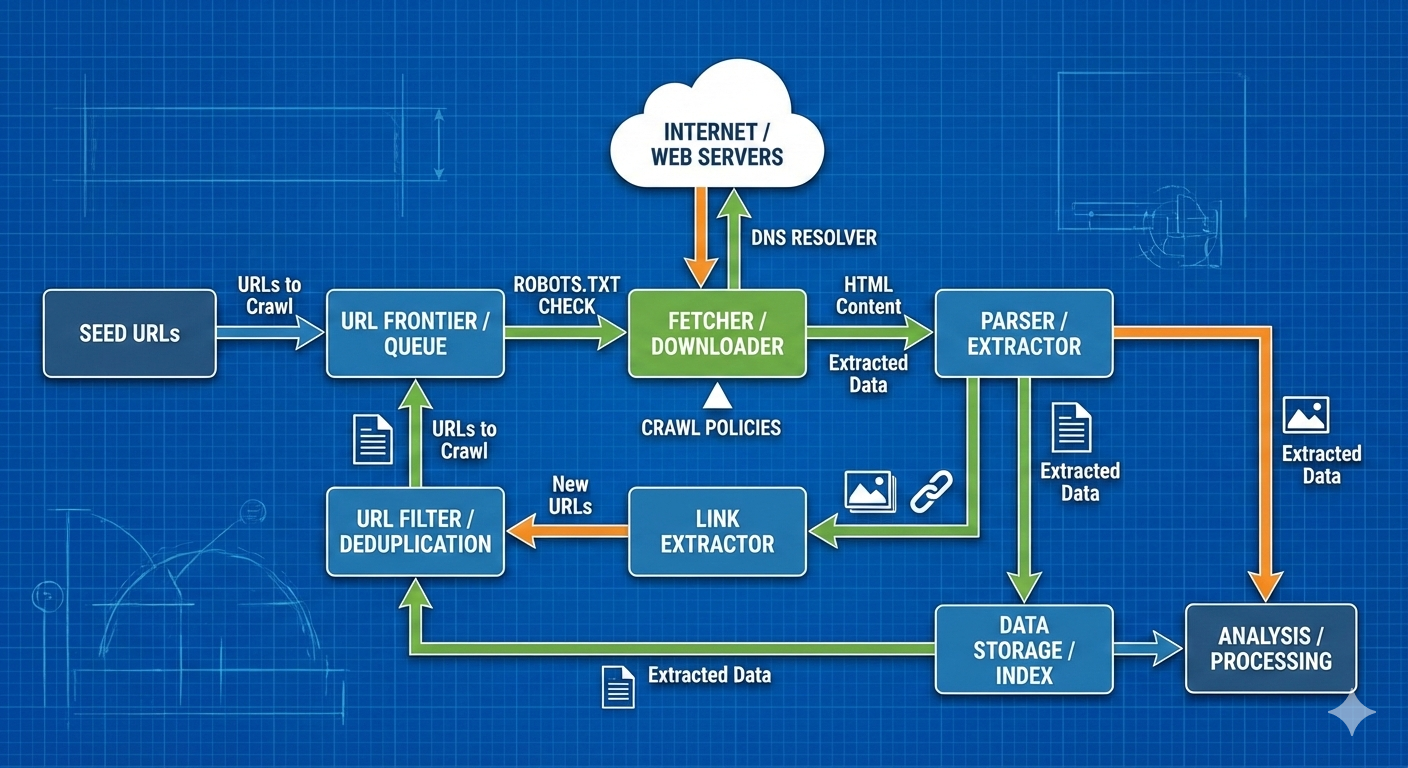 INTERNET /
WEB SERVERS
DNS RESOLVER
SEED URLs
URLs to
Crawl
URL FRONTIER /
QUEUE
ROBOTS.TXT
CHECK
FETCHER /
DOWNLOADER
HTML
Content
Extracted
Data
PARSER /
EXTRACTOR
CRAWL POLICIES
URLs to
Crawl
Extracted
Data
Extracted
Data
URL FILTER /
DEDUPLICATION
New
URLs
LINK
EXTRACTOR
DATA
STORAGE /
INDEX
ANALYSIS /
PROCESSING
Extracted Data